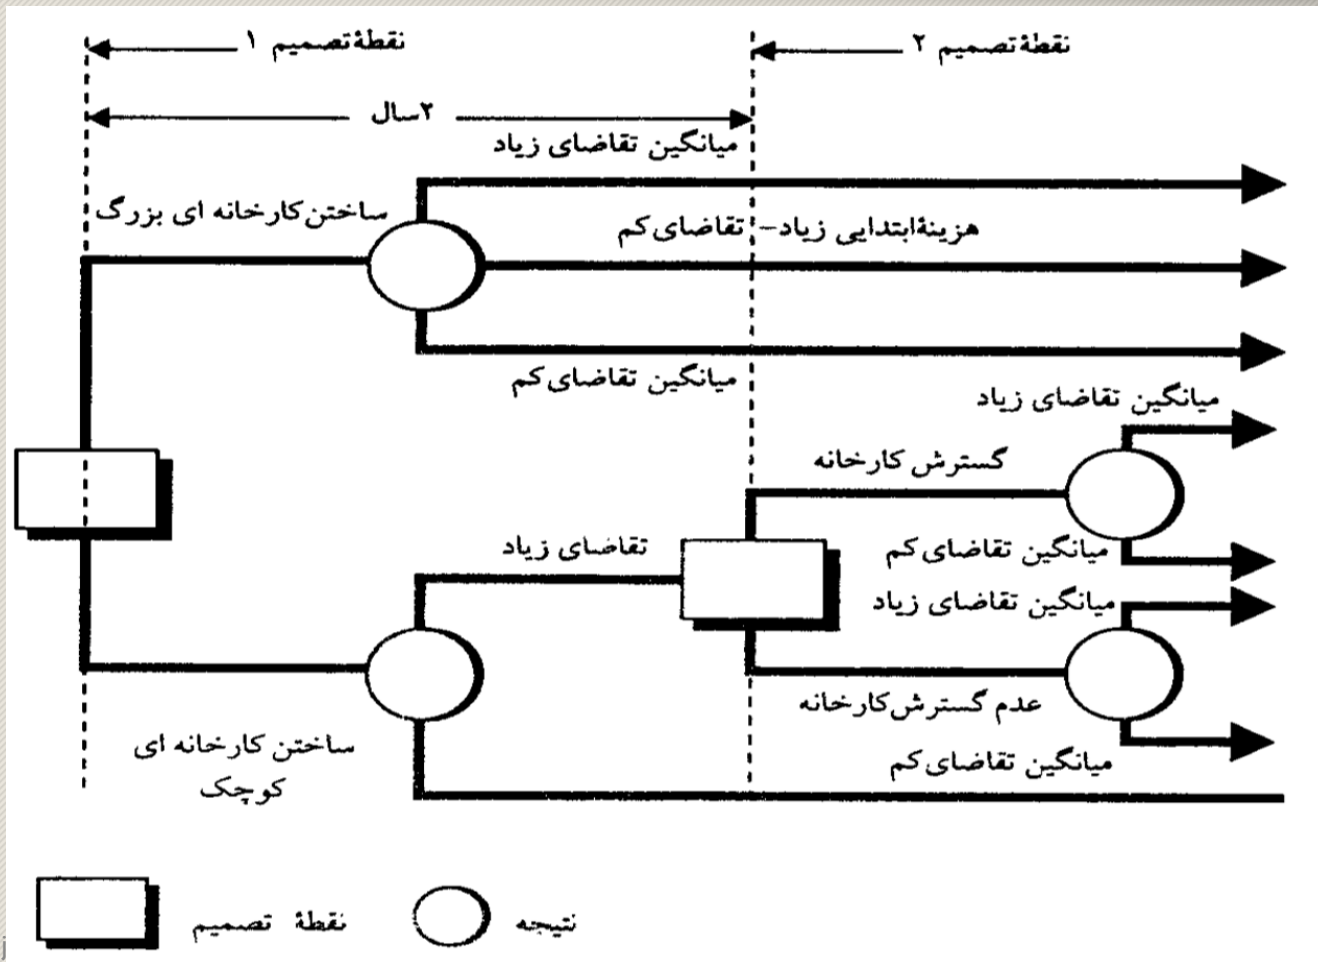 نقطهٔ تصمیم ۱
نقطهٔ تصمیم ۲
۲سال
میانگین تقاضای زیاد
ساختن کارخانه ای بزرگ
هزینهٔ ابتدایی زیاد - تقاضای کم
میانگین تقاضای کم
میانگین تقاضای زیاد
گسترش کارخانه
تقاضای زیاد
میانگین تقاضای کم
میانگین تقاضای زیاد
عدم گسترش کارخانه
ساختن کارخانه ای
کوچک
میانگین تقاضای کم
نقطهٔ تصمیم
نتیجه